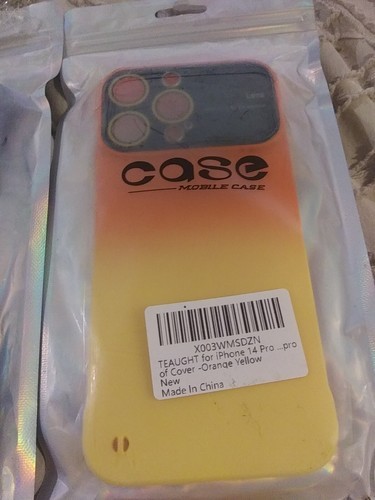 case
MOBILE CASE
X003WMSDZN
TEAUGHT for iPhone 14 Pro ...pro
of Cover -Orange Yellow
New
Made In China